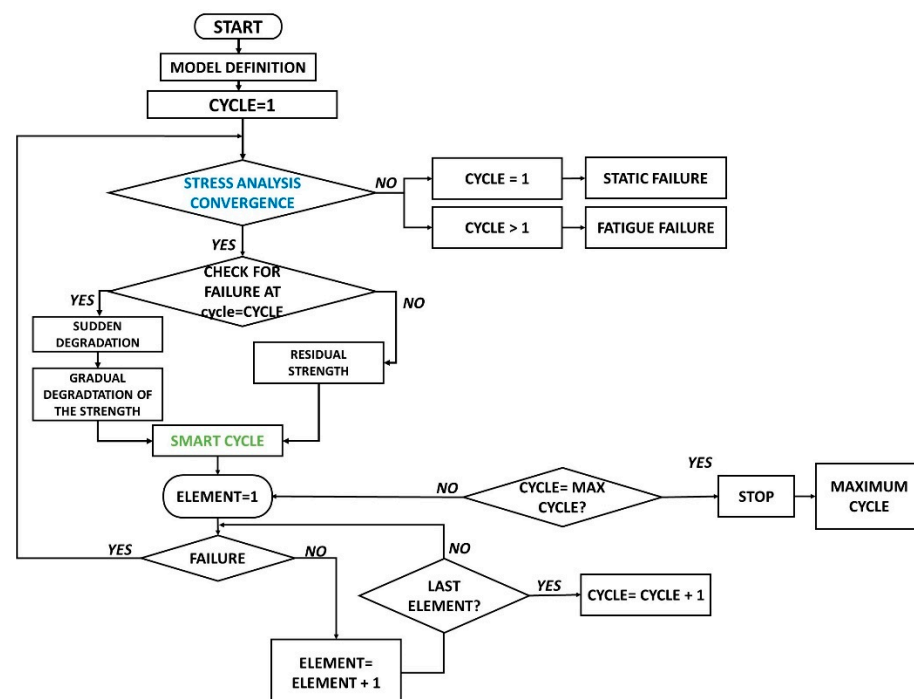 START
MODEL DEFINITION
CYCLE=1
STRESS ANALYSIS
CONVERGENCE
NO
CYCLE = 1
STATIC FAILURE
CYCLE > 1
FATIGUE FAILURE
YES
CHECK FOR
FAILURE AT
cycle=CYCLE
YES
NO
SUDDEN
DEGRADATION
GRADUAL
DEGRADTATION OF
THE STRENGTH
RESIDUAL
STRENGTH
SMART CYCLE
ELEMENT=1
NO
CYCLE= MAX
CYCLE?
YES
STOP
MAXIMUM
CYCLE
YES
FAILURE
NO
NO
LAST
ELEMENT?
YES
CYCLE= CYCLE + 1
ELEMENT=
ELEMENT + 1